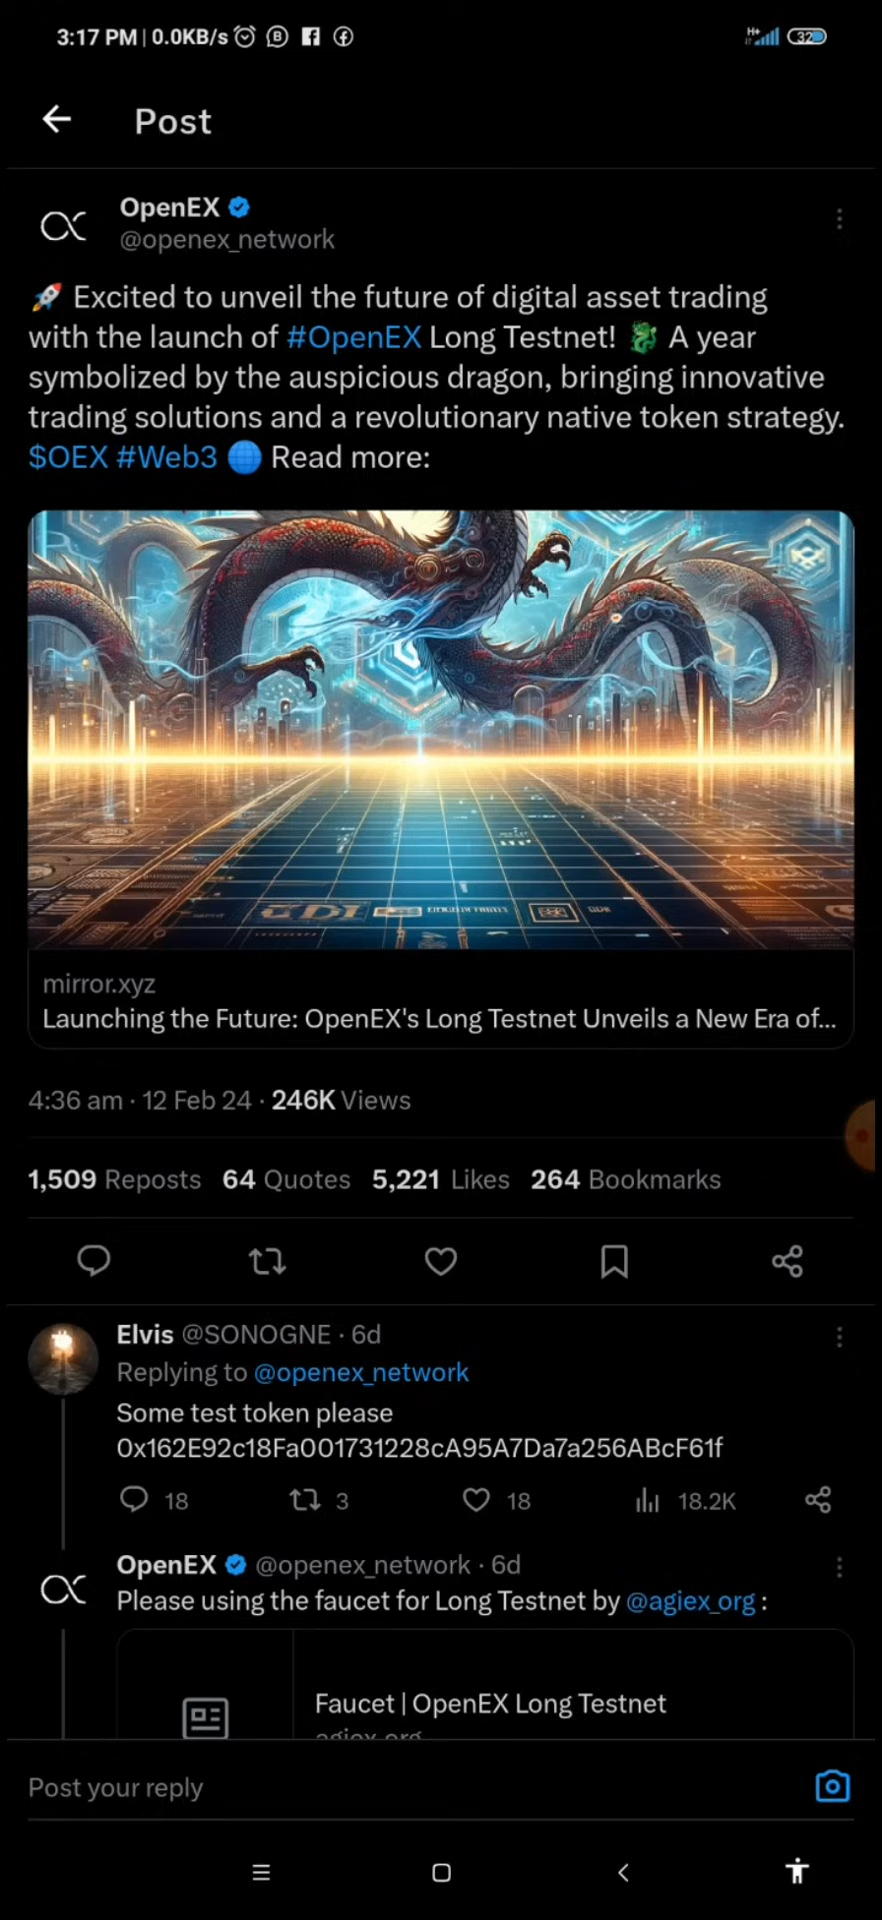 3:17 PM | 0.0KB/s
H+
32
Post
OpenEX
@openex_network
🚀 Excited to unveil the future of digital asset trading
with the launch of #OpenEX Long Testnet! 🐉 A year
symbolized by the auspicious dragon, bringing innovative
trading solutions and a revolutionary native token strategy.
$OEX #Web3 🌐 Read more:
mirror.xyz
Launching the Future: OpenEX's Long Testnet Unveils a New Era of...
4:36 am · 12 Feb 24 · 246K Views
1,509 Reposts 64 Quotes 5,221 Likes 264 Bookmarks
Elvis @SONOGNE · 6d
Replying to @openex_network
Some test token please
0x162E92c18Fa001731228cA95A7Da7a256ABcF61f
18 3 18 18.2K
OpenEX @openex_network · 6d
Please using the faucet for Long Testnet by @agiex_org :
Faucet | OpenEX Long Testnet
agiex.org
Post your reply